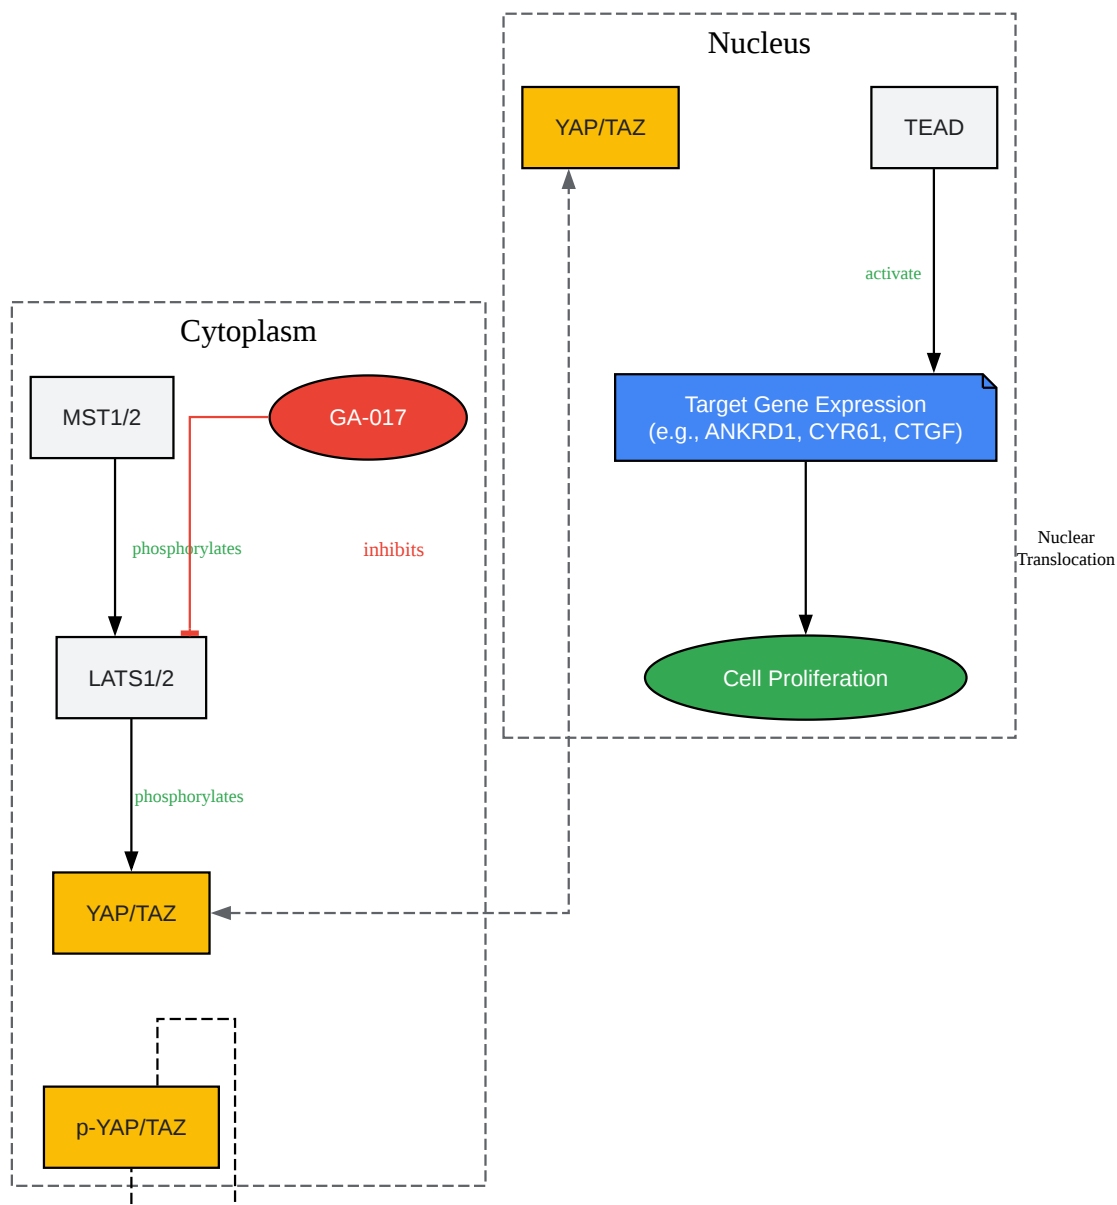 Nucleus
YAP/TAZ
TEAD
activate
Cytoplasm
MST1/2
GA-017
Target Gene Expression
(e.g., ANKRD1, CYR61, CTGF)
phosphorylates
inhibits
Nuclear
Translocation
LATS1/2
Cell Proliferation
phosphorylates
YAP/TAZ
p-YAP/TAZ